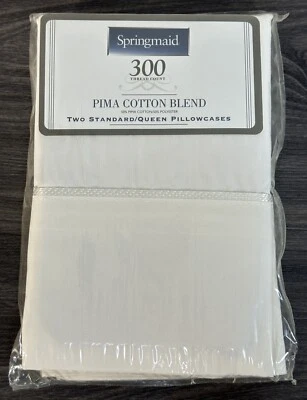 Springmaid
300
THREAD COUNT
PIMA COTTON BLEND
TWO STANDARD/QUEEN PILLOWCASES